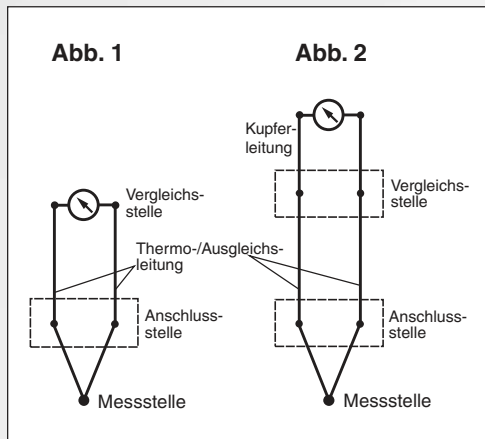 Abb. 1
Vergleichs-
stelle
Thermo-/Ausgleichs-
leitung
Anschluss-
stelle
Messstelle
Abb. 2
Kupfer-
leitung
Vergleichs-
stelle
Anschluss-
stelle
Messstelle